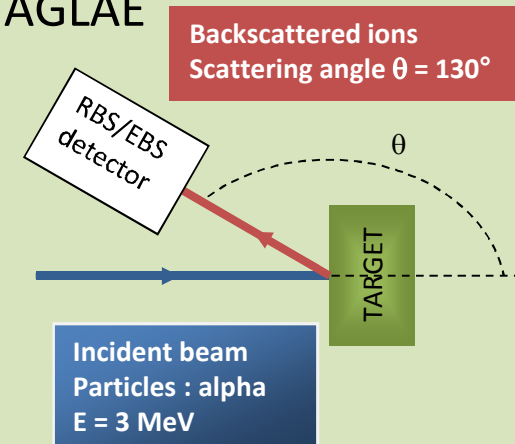 AGLAE
Backscattered ions
Scattering angle θ = 130°
RBS/EBS
detector
θ
TARGET
Incident beam
Particles : alpha
E = 3 MeV